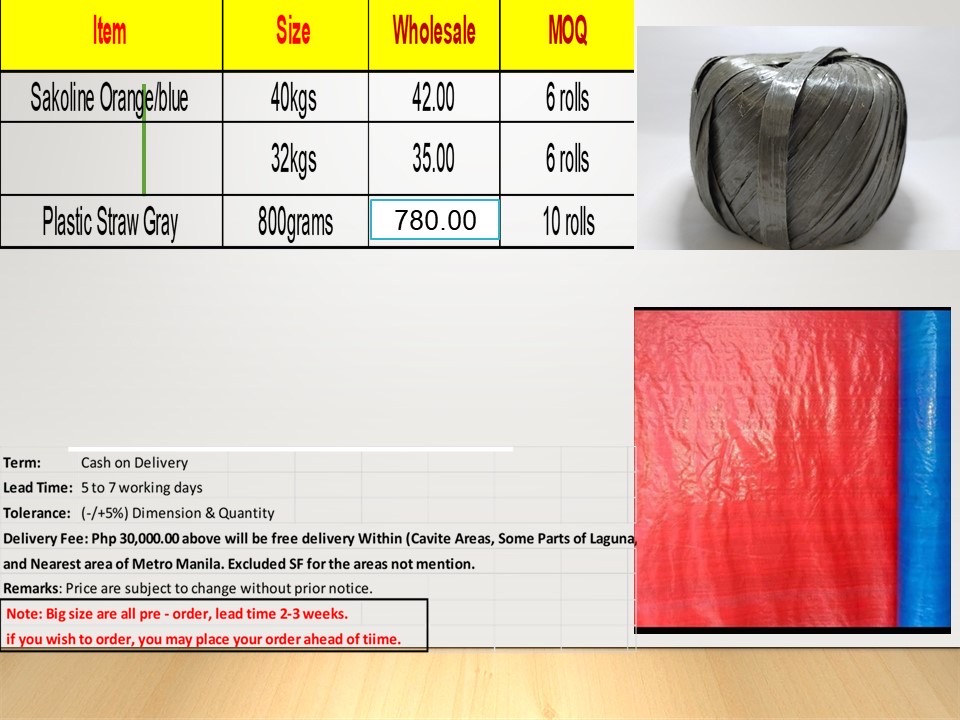 Item Size Wholesale MOQ
Sakoline Orange/blue 40kgs 42.00 6 rolls
32kgs 35.00 6 rolls
Plastic Straw Gray 800grams 780.00 10 rolls
Term: Cash on Delivery
Lead Time: 5 to 7 working days
Tolerance: (-/+5%) Dimension & Quantity
Delivery Fee: Php 30,000.00 above will be free delivery Within (Cavite Areas, Some Parts of Laguna,
and Nearest area of Metro Manila. Excluded SF for the areas not mention.
Remarks: Price are subject to change without prior notice.
Note: Big size are all pre - order, lead time 2-3 weeks.
if you wish to order, you may place your order ahead of tiime.